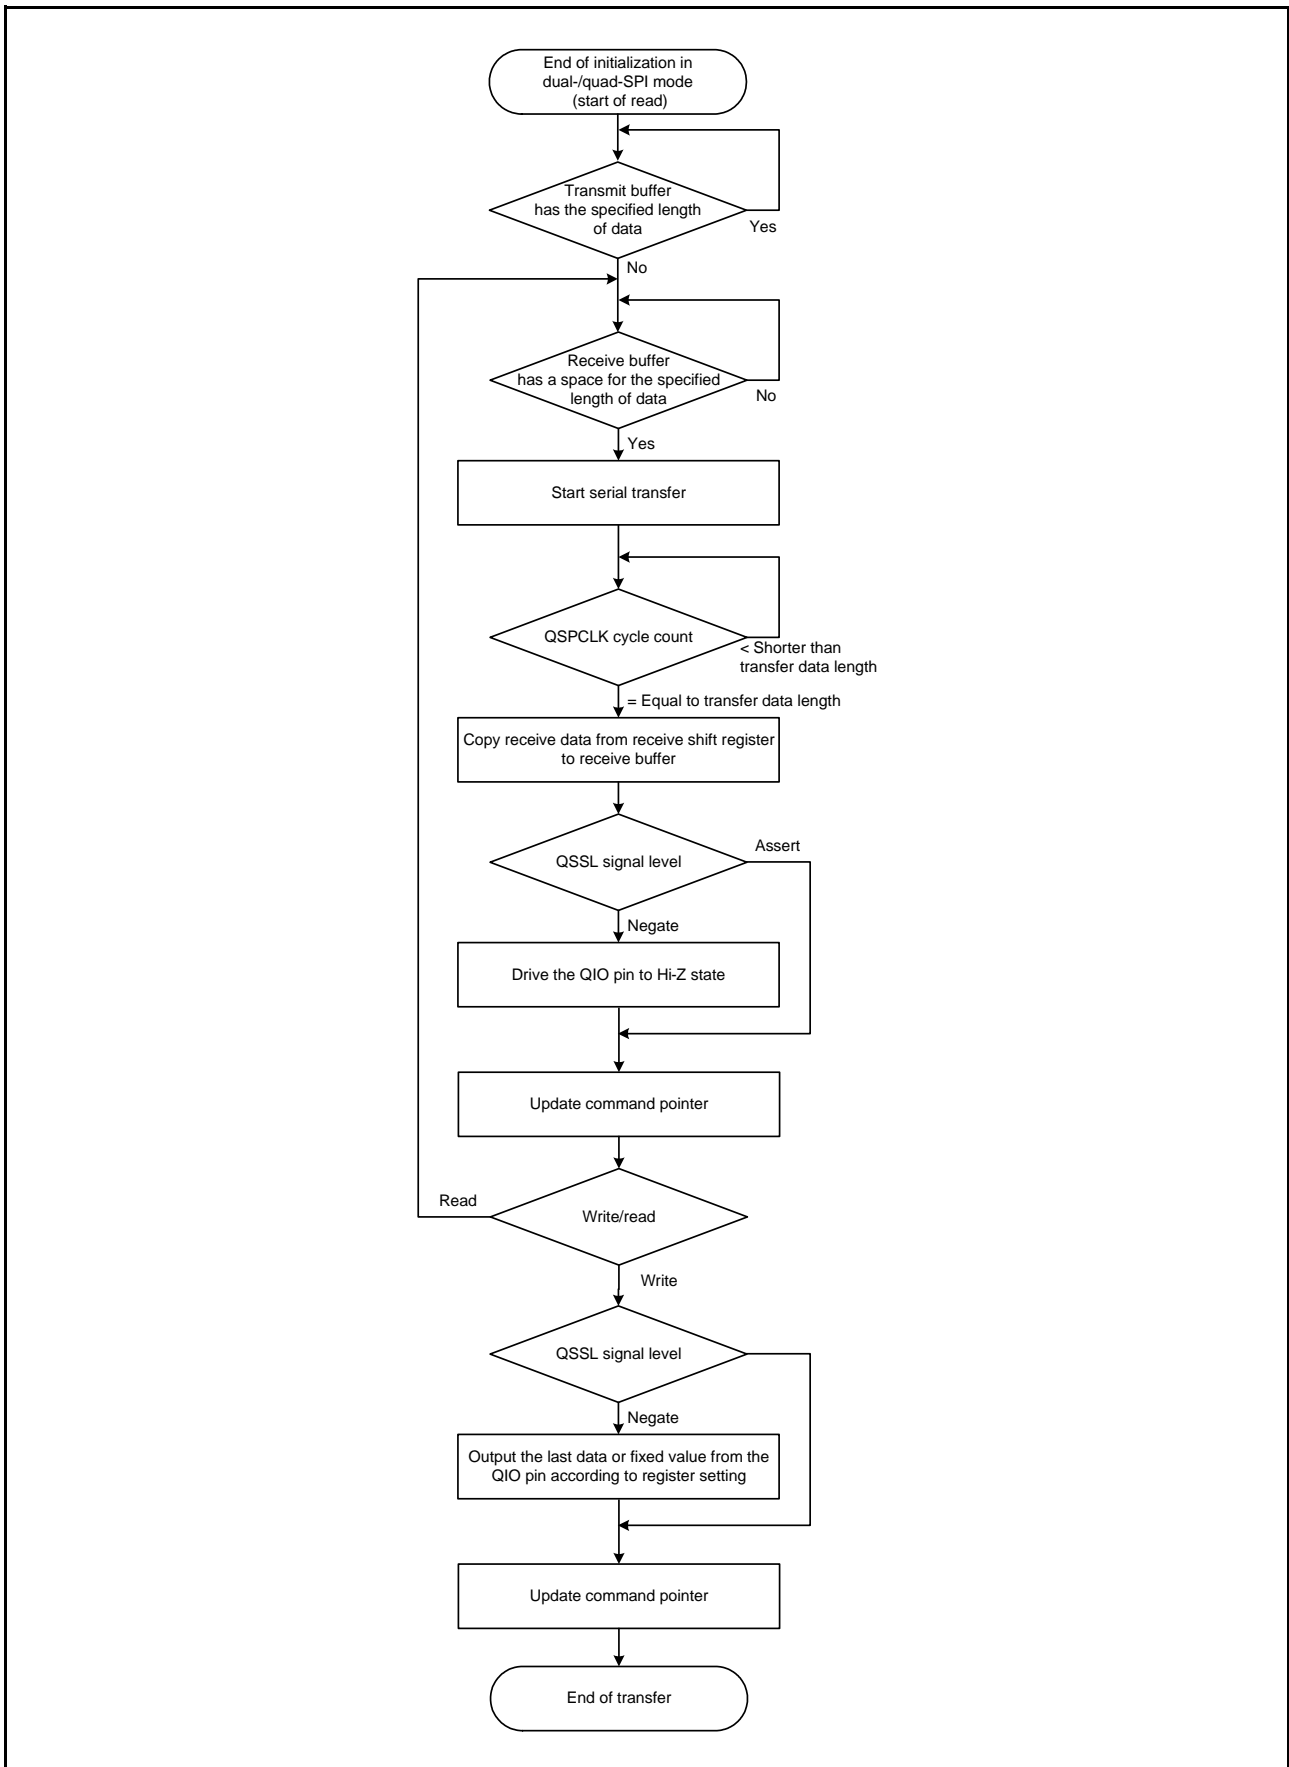 End of initialization in
dual-/quad-SPI mode
(start of read)
Transmit buffer
has the specified length
of data
Yes
No
Receive buffer
has a space for the specified
length of data
No
Yes
Start serial transfer
QSPCLK cycle count
< Shorter than
transfer data length
= Equal to transfer data length
Copy receive data from receive shift register
to receive buffer
Assert
QSSL signal level
Negate
Drive the QIO pin to Hi-Z state
Update command pointer
Read
Write/read
Write
QSSL signal level
Negate
Output the last data or fixed value from the
QIO pin according to register setting
Update command pointer
End of transfer